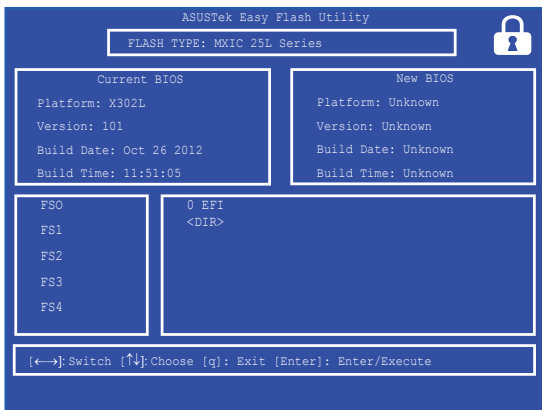 ASUSTek Easy Flash Utility
FLASH TYPE: MXIC 25L Series
Current BIOS
Platform: X302L
Version: 101
Build Date: Oct 26 2012
Build Time: 11:51:05
New BIOS
Platform: Unknown
Version: Unknown
Build Date: Unknown
Build Time: Unknown
FSO
FS1
FS2
FS3
FS4
0 EFI
<DIR>
[←→]: Switch [↑↓]: Choose [q]: Exit [Enter]: Enter/Execute